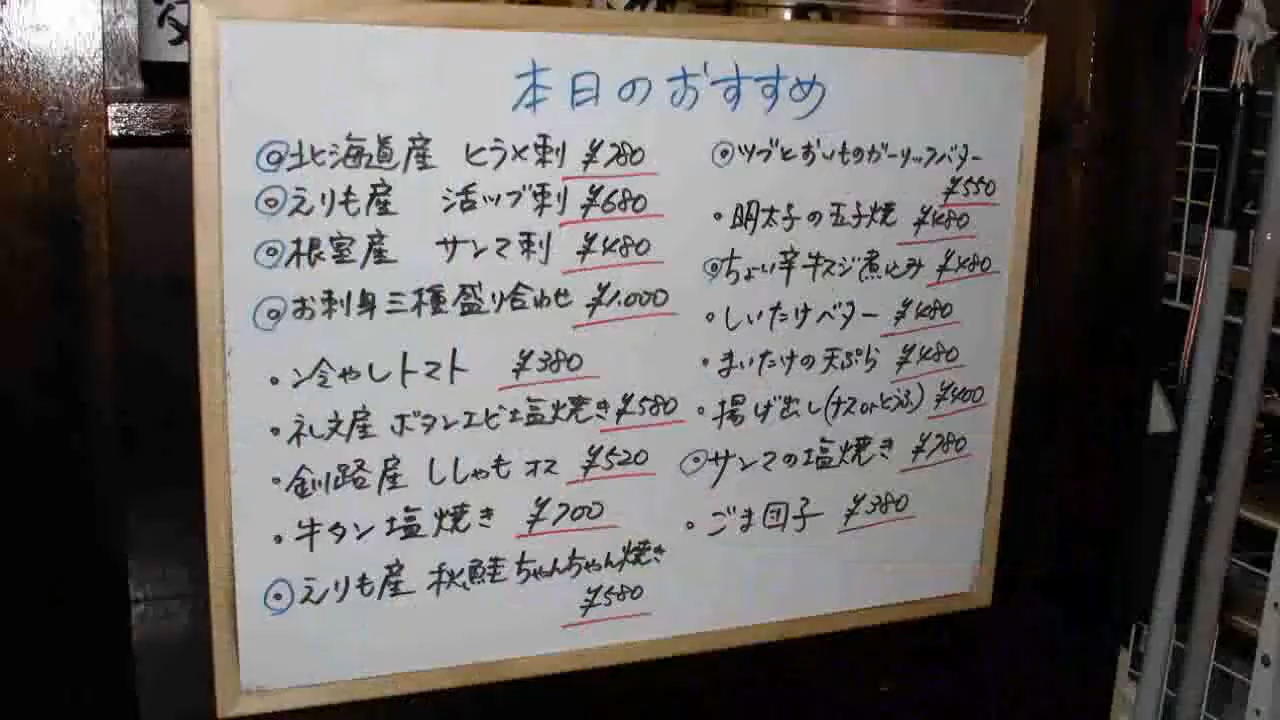 本日のおすすめ
◎北海道産 ヒラメ刺 ¥780
◎えりも産 活ツブ刺 ¥680
◎根室産 サンマ刺 ¥480
◎お刺身三種盛り合わせ ¥1.000
・冷やしトマト ¥380
・礼文産 ボタンエビ塩焼き ¥580
・釧路産 ししゃもオス ¥520
・牛タン塩焼き ¥700
◎えりも産 秋鮭ちゃんちゃん焼き
¥580
◎ツブとおいものガーリックバター
¥550
・明太子の玉子焼 ¥480
◎ちょい辛牛スジ煮込み ¥480
・しいたけバター ¥480
・まいたけの天ぷら ¥480
・揚げ出し(ナスorとうふ) ¥400
◎サンマの塩焼き ¥780
・ごま団子 ¥380